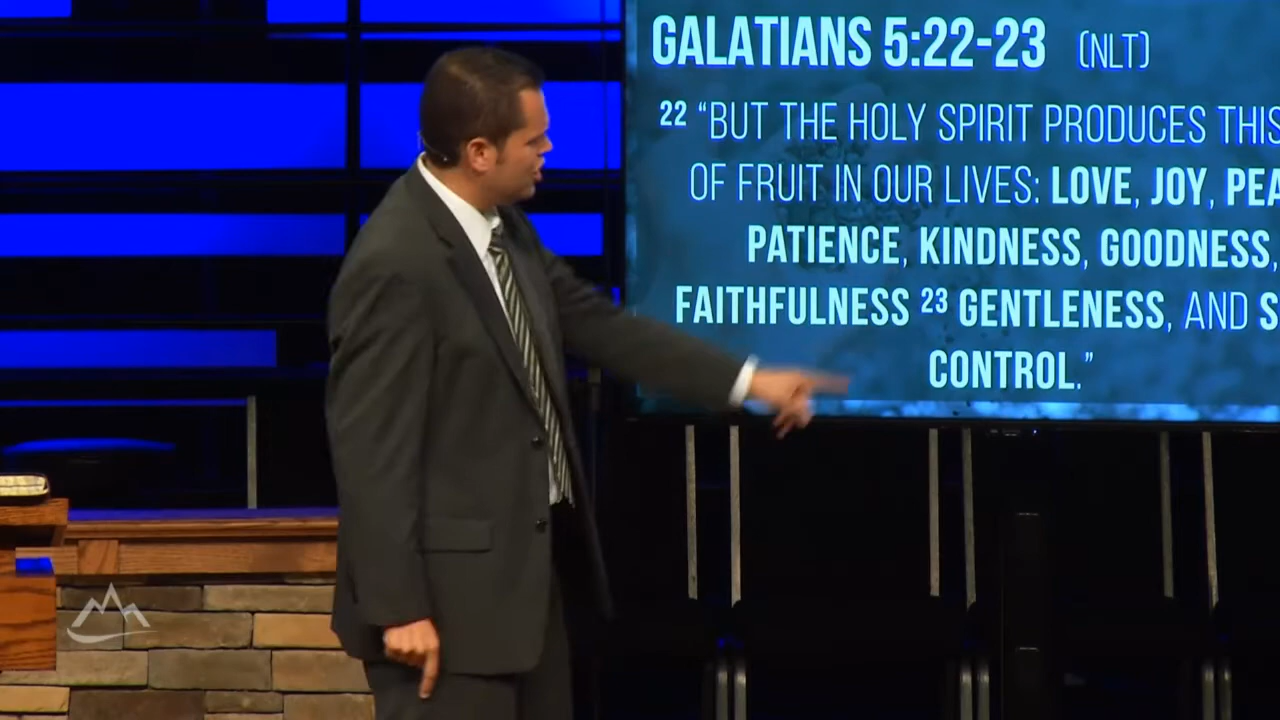 GALATIANS 5:22-23 (NLT)
22 “BUT THE HOLY SPIRIT PRODUCES THIS
OF FRUIT IN OUR LIVES: LOVE, JOY,
PATIENCE, KINDNESS, GOODNESS,
FAITHFULNESS 23 GENTLENESS, AND
CONTROL.”